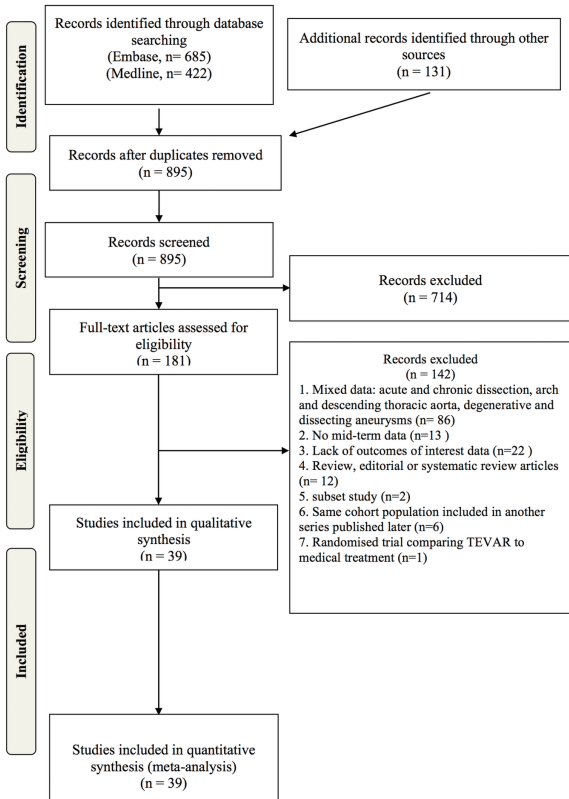 Identification
Records identified through database
searching
(Embase, n= 685)
(Medline, n= 422)
Additional records identified through other
sources
(n = 131)
Records after duplicates removed
(n = 895)
Screening
Records screened
(n = 895)
Records excluded
(n = 714)
Full-text articles assessed for
eligibility
(n = 181)
Eligibility
Records excluded
(n = 142)
1. Mixed data: acute and chronic dissection, arch
and descending thoracic aorta, degenerative and
dissecting aneurysms (n= 86)
2. No mid-term data (n=13 )
3. Lack of outcomes of interest data (n=22 )
4. Review, editorial or systematic review articles
(n= 12)
5. subset study (n=2)
6. Same cohort population included in another
series published later (n=6)
7. Randomised trial comparing TEVAR to
medical treatment (n=1)
Studies included in qualitative
synthesis
(n = 39)
Included
Studies included in quantitative
synthesis (meta-analysis)
(n = 39)